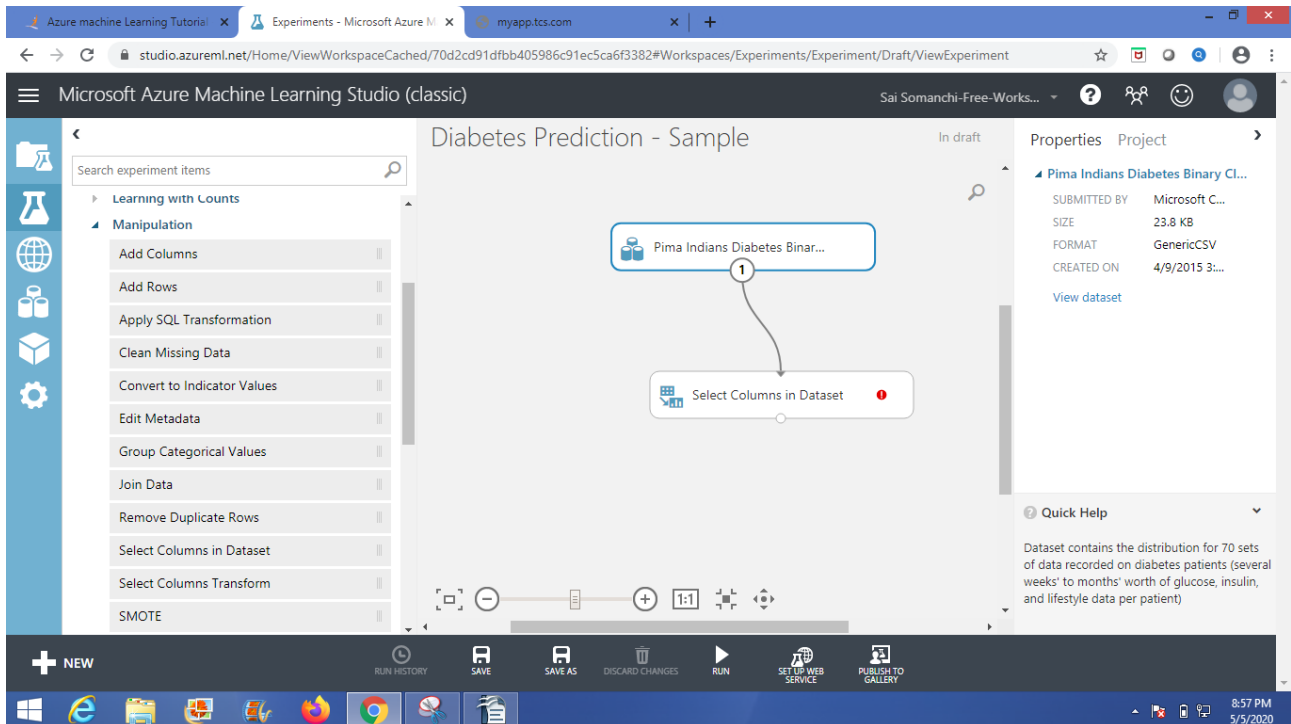 Azure machine Learning Tutorial
Experiments - Microsoft Azure M
myapp.tcs.com
studio.azureml.net/Home/ViewWorkspaceCached/70d2cd91dfbb405986c91ec5ca6f3382#Workspaces/Experiments/Experiment/Draft/ViewExperiment
Microsoft Azure Machine Learning Studio (classic)
Sai Somanchi-Free-Works...
Search experiment items
Learning with Counts
Manipulation
Add Columns
Add Rows
Apply SQL Transformation
Clean Missing Data
Convert to Indicator Values
Edit Metadata
Group Categorical Values
Join Data
Remove Duplicate Rows
Select Columns in Dataset
Select Columns Transform
SMOTE
Diabetes Prediction - Sample
In draft
Pima Indians Diabetes Binar...
1
Select Columns in Dataset
1:1
Properties Project
Pima Indians Diabetes Binary Cl...
SUBMITTED BY Microsoft C...
SIZE 23.8 KB
FORMAT GenericCSV
CREATED ON 4/9/2015 3:...
View dataset
Quick Help
Dataset contains the distribution for 70 sets
of data recorded on diabetes patients (several
weeks' to months' worth of glucose, insulin,
and lifestyle data per patient)
NEW
RUN HISTORY
SAVE
SAVE AS
DISCARD CHANGES
RUN
SET UP WEB
SERVICE
PUBLISH TO
GALLERY
8:57 PM
5/5/2020